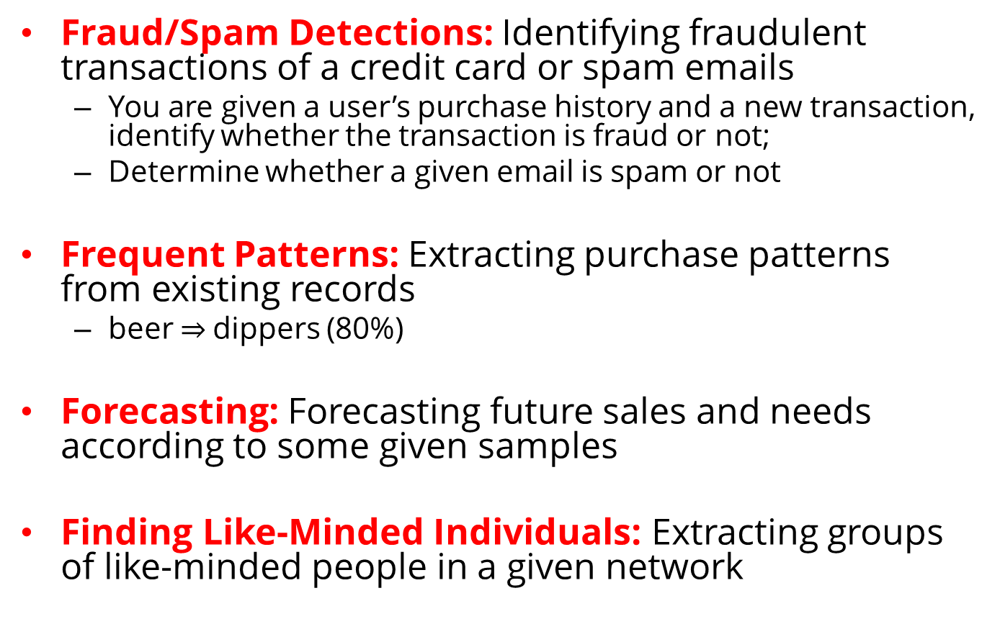 • Fraud/Spam Detections: Identifying fraudulent
transactions of a credit card or spam emails
– You are given a user’s purchase history and a new transaction,
identify whether the transaction is fraud or not;
– Determine whether a given email is spam or not
• Frequent Patterns: Extracting purchase patterns
from existing records
– beer ⇒ dippers (80%)
• Forecasting: Forecasting future sales and needs
according to some given samples
• Finding Like-Minded Individuals: Extracting groups
of like-minded people in a given network